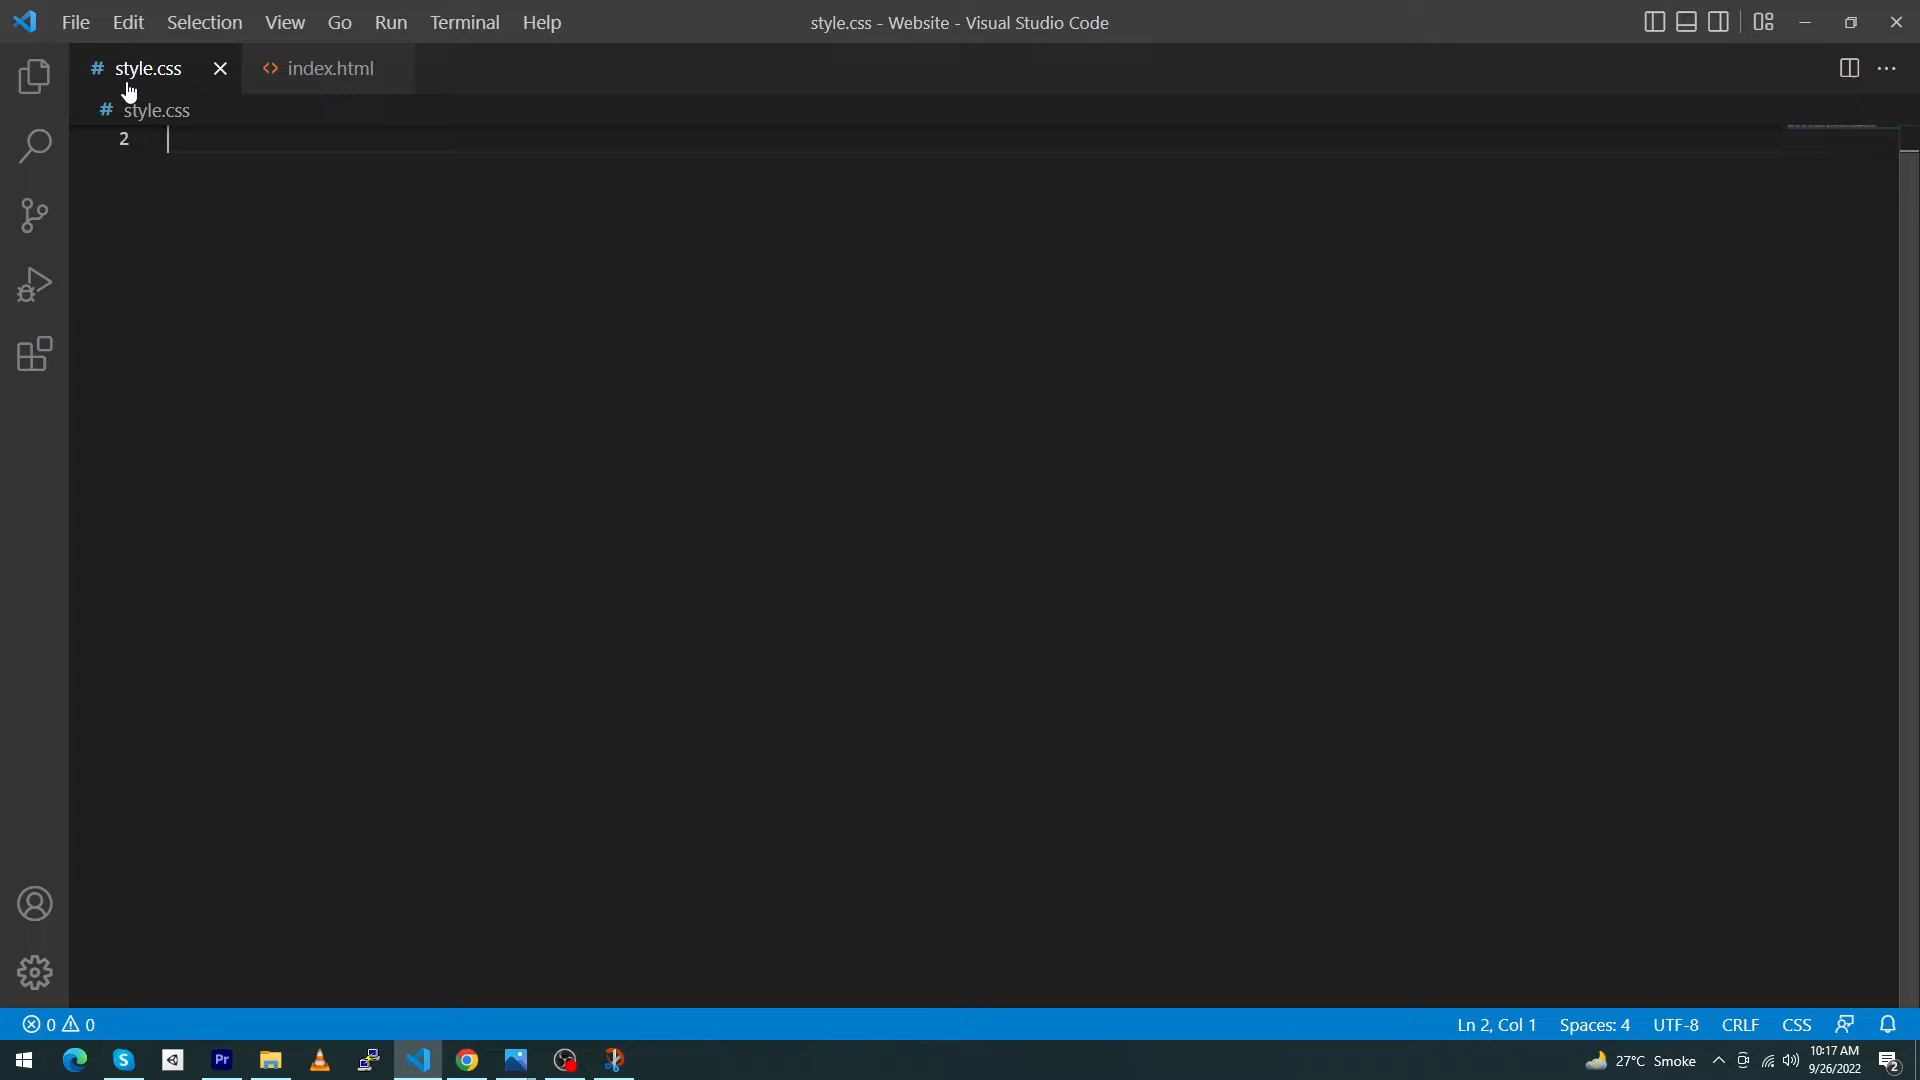 File Edit Selection View Go Run Terminal Help
style.css - Website - Visual Studio Code
# style.css
<> index.html
# style.css
2
0 0
Ln 2, Col 1 Spaces: 4 UTF-8 CRLF CSS
Pr
27°C Smoke
10:17 AM
9/26/2022
2